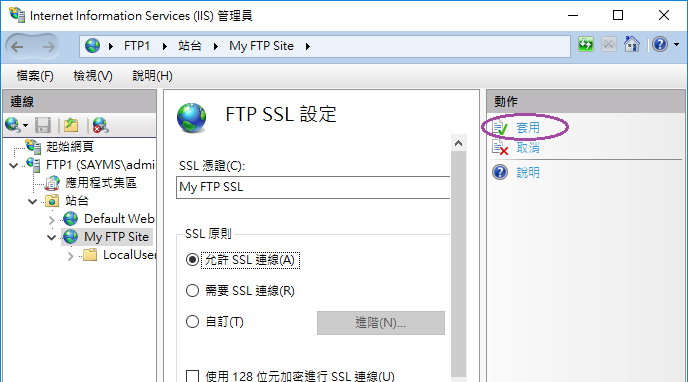 Internet Information Services (IIS) 管理員
FTP1 站台 My FTP Site
檔案(F) 檢視(V) 說明(H)
連線
起始網頁
FTP1 (SAYMS\admi
應用程式集區
站台
Default Web
My FTP Site
LocalUse
FTP SSL 設定
SSL 憑證(C):
My FTP SSL
SSL 原則
允許 SSL 連線(A)
需要 SSL 連線(R)
自訂(T)
進階(N)...
使用 128 位元加密進行 SSL 連線(U)
動作
套用
取消
說明